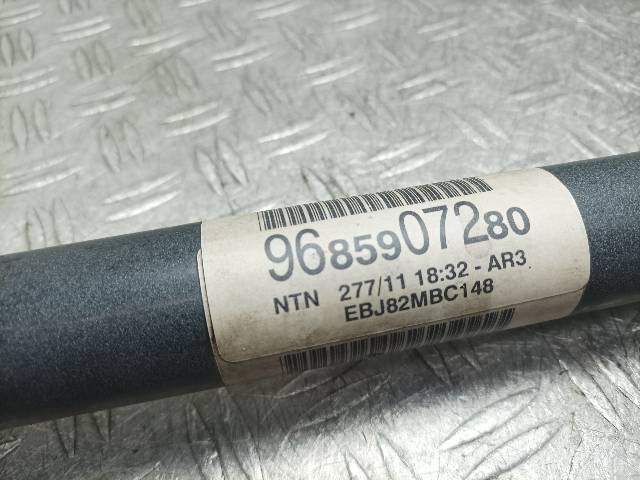 9685907280
NTN 277/11 18:32 - AR3
EBJ82MBC148